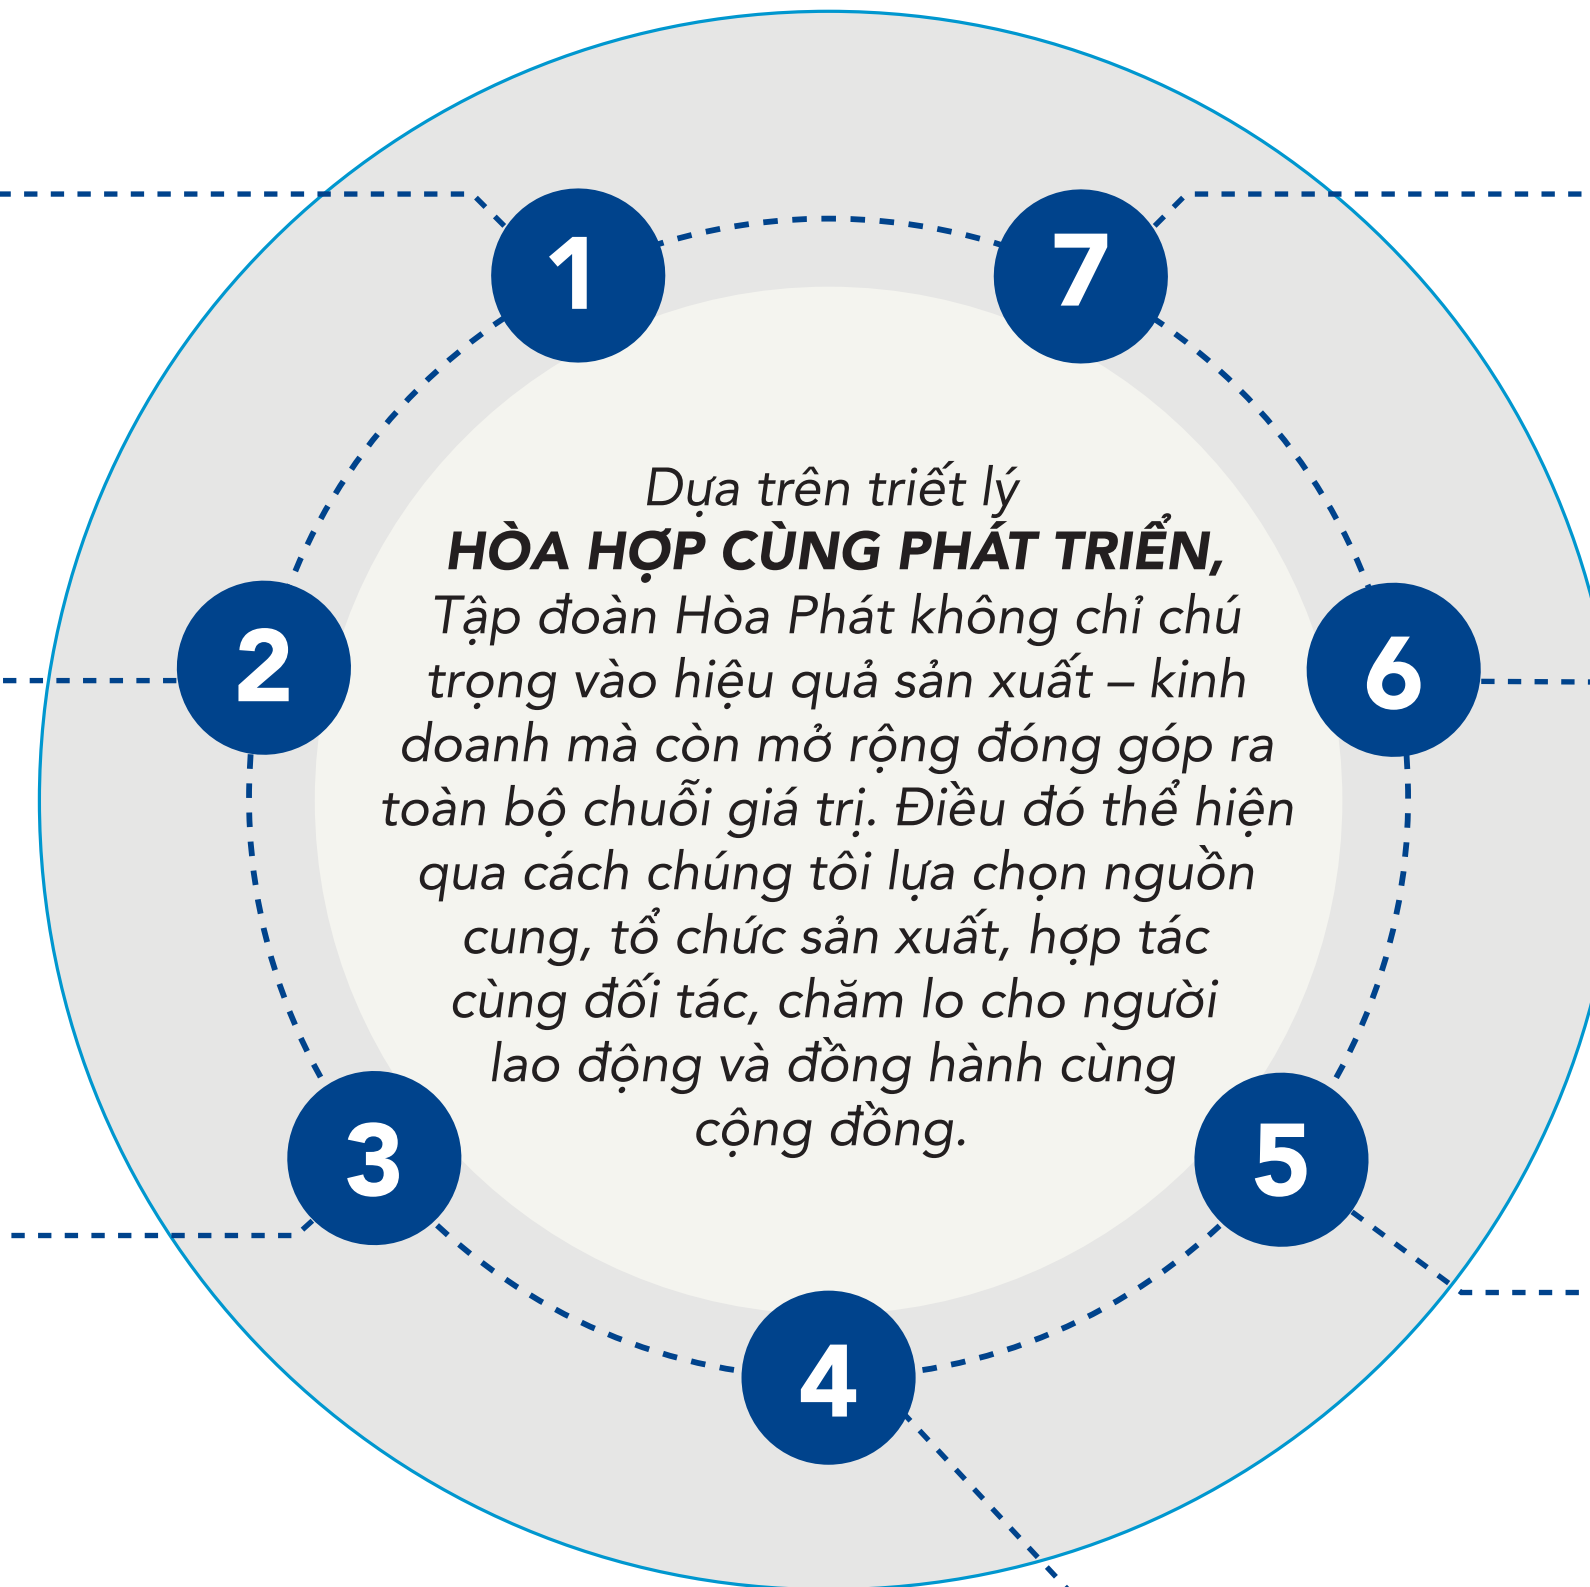 1
7
Dựa trên triết lý
HÒA HỢP CÙNG PHÁT TRIỂN,
Tập đoàn Hòa Phát không chỉ chú
trọng vào hiệu quả sản xuất – kinh
doanh mà còn mở rộng đóng góp ra
toàn bộ chuỗi giá trị. Điều đó thể hiện
qua cách chúng tôi lựa chọn nguồn
cung, tổ chức sản xuất, hợp tác
cùng đối tác, chăm lo cho người
lao động và đồng hành cùng
cộng đồng.
2
6
3
5
4